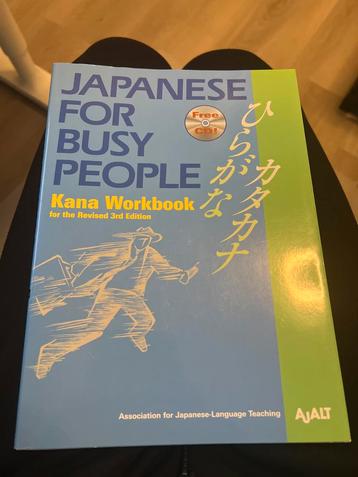 JAPANESE
FOR
BUSY
PEOPLE
Free
CD!
Kana Workbook
for the Revised 3rd Edition
ひらがな
カタカナ
Association for Japanese-Language Teaching
AJALT